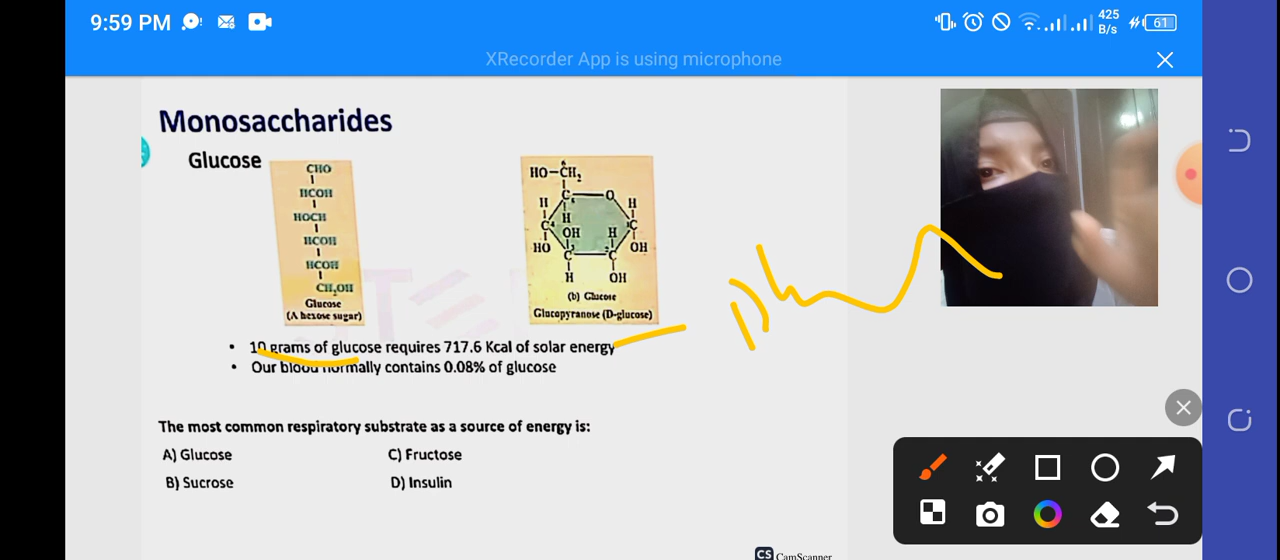 9:59 PM
425
B/s
61
XRecorder App is using microphone
Monosaccharides
Glucose
CHO
HCOH
HOCH
HCOH
HCOH
CH₂OH
Glucose
(A hexose sugar)
HO-CH₂
6
C
O
H
H
H
C
OH
H
C
HO
C
C
OH
H
OH
(b) Glucose
Glucopyranose (D-glucose)
• 10 grams of glucose requires 717.6 Kcal of solar energy
• Our blood normally contains 0.08% of glucose
The most common respiratory substrate as a source of energy is:
A) Glucose
C) Fructose
B) Sucrose
D) Insulin
CS CamScanner